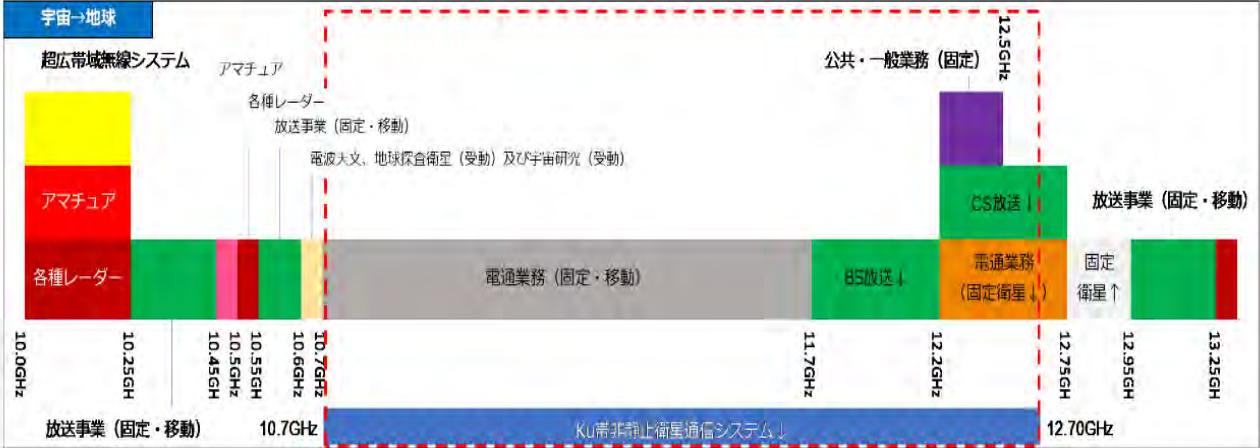 宇宙→地球
超広帯域無線システム
アマチュア
各種レーダー
放送事業（固定・移動）
電波天文、地球探査衛星（受動）及び宇宙研究（受動）
公共・一般業務（固定）
12.5GHz
アマチュア
CS放送↓
放送事業（固定・移動）
各種レーダー
電通業務（固定・移動）
BS放送↓
電通業務
（固定衛星↓）
固定
衛星↑
10.0GHz
10.25GH
10.45GH
10.5GHz
10.55GH
10.6GHz
10.7GHz
11.7GHz
12.2GHz
12.75GH
12.95GH
13.25GH
放送事業（固定・移動）
10.7GHz
Ku帯非静止衛星通信システム↓
12.70GHz